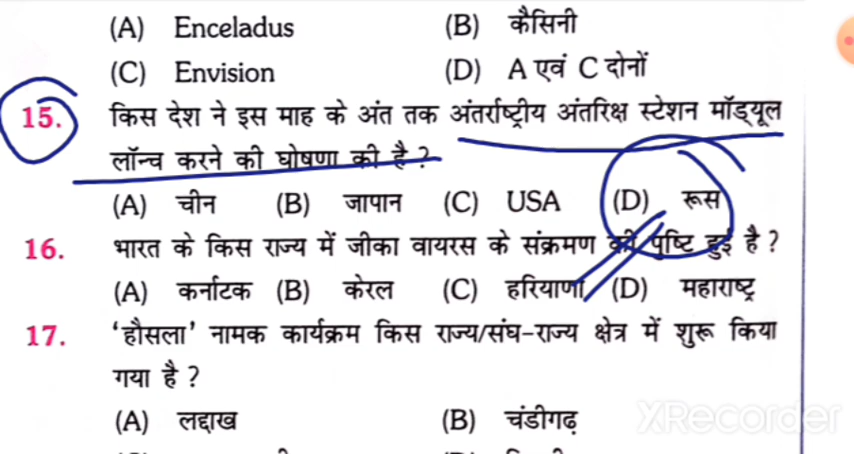 (A) Enceladus (B) कैसिनी
(C) Envision (D) A एवं C दोनों
15. किस देश ने इस माह के अंत तक अंतर्राष्ट्रीय अंतरिक्ष स्टेशन मॉड्यूल
लॉन्च करने की घोषणा की है ?
(A) चीन (B) जापान (C) USA (D) रूस
16. भारत के किस राज्य में जीका वायरस के संक्रमण की पुष्टि हुई है ?
(A) कर्नाटक (B) केरल (C) हरियाणा (D) महाराष्ट्र
17. 'हौसला' नामक कार्यक्रम किस राज्य/संघ-राज्य क्षेत्र में शुरू किया
गया है ?
(A) लद्दाख (B) चंडीगढ़
XRecorder